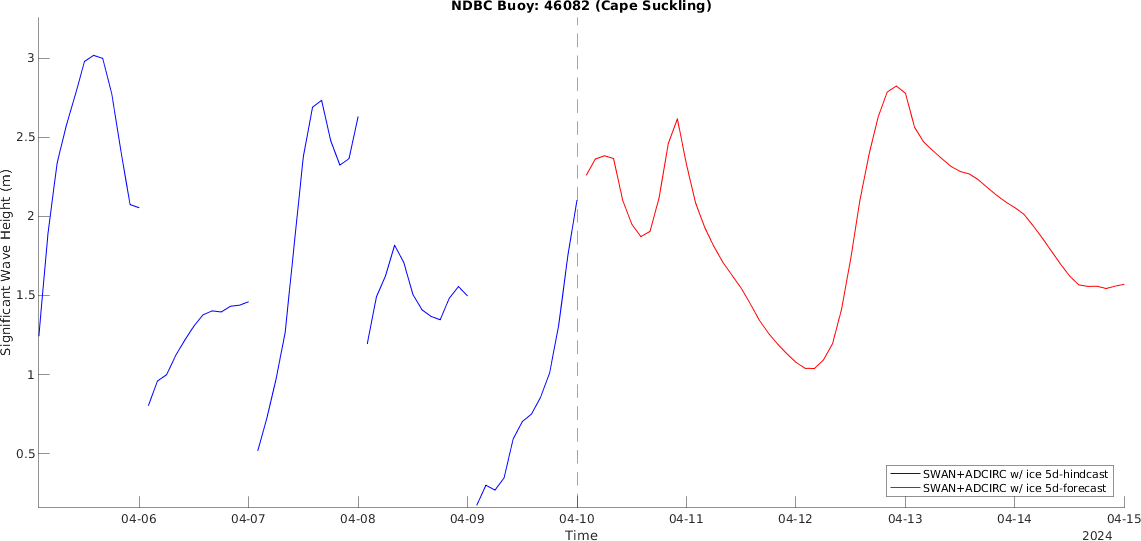 NDBC Buoy: 46082 (Cape Suckling)
Significant Wave Height (m)
3
2.5
2
1.5
1
0.5
SWAN+ADCIRC w/ ice 5d-hindcast
SWAN+ADCIRC w/ ice 5d-forecast
04-06 04-07 04-08 04-09 04-10 04-11 04-12 04-13 04-14 04-15
Time
2024